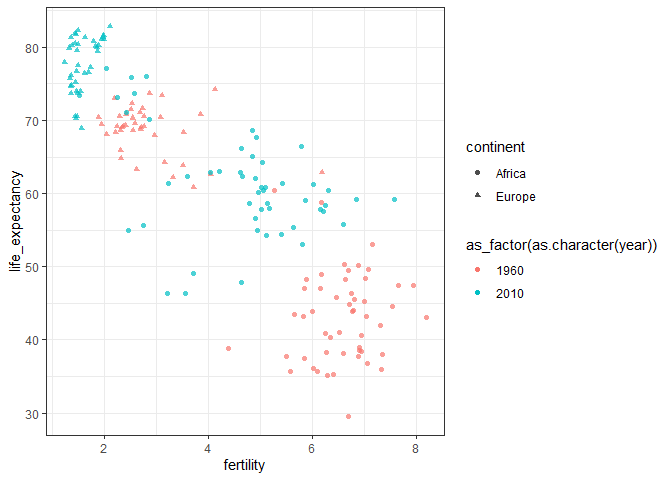 80
70
60
50
40
30
life_expectancy
2
4
6
8
fertility
continent
Africa
Europe
as_factor(as.character(year))
1960
2010